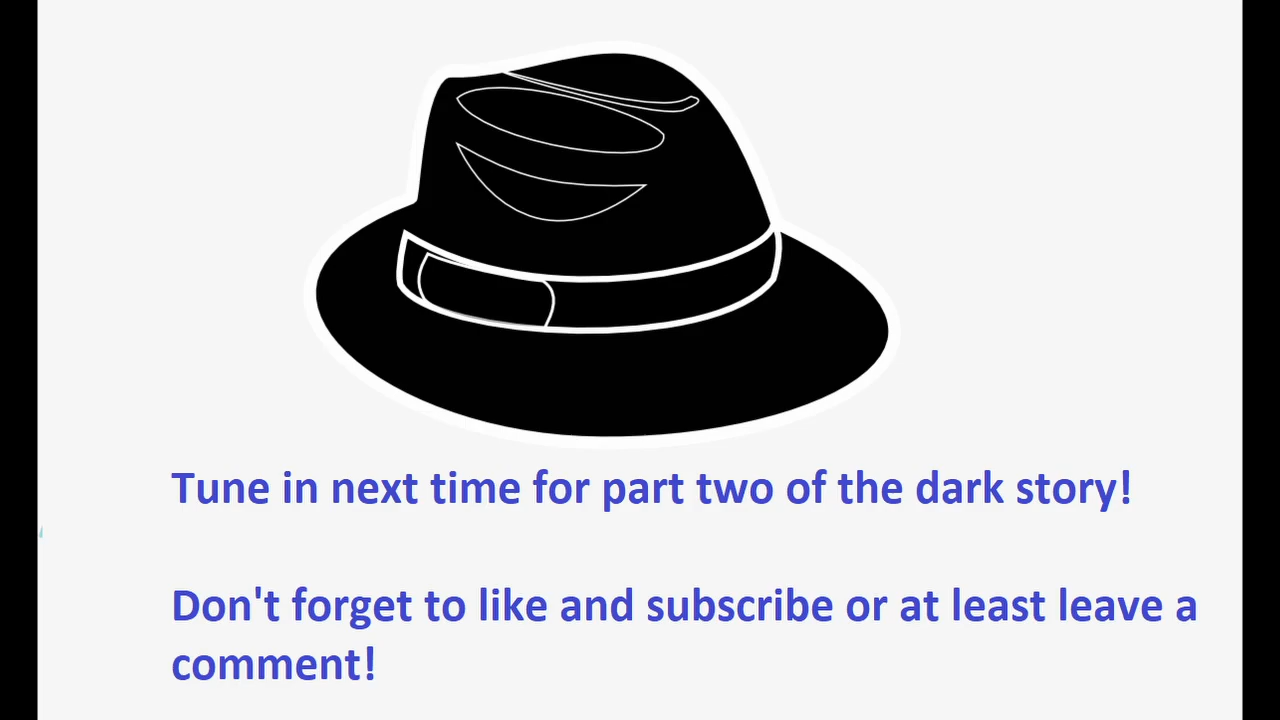 Tune in next time for part two of the dark story!
Don't forget to like and subscribe or at least leave a
comment!